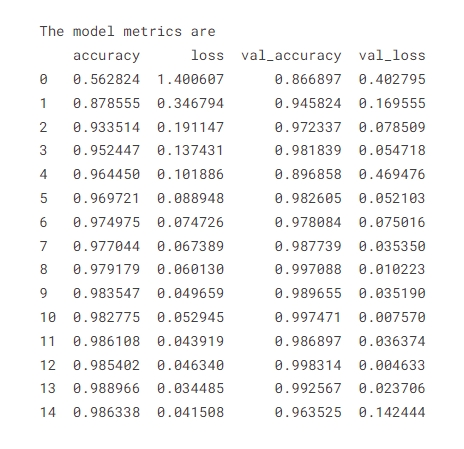 The model metrics are
accuracy loss val_accuracy val_loss
0 0.562824 1.400607 0.866897 0.402795
1 0.878555 0.346794 0.945824 0.169555
2 0.933514 0.191147 0.972337 0.078509
3 0.952447 0.137431 0.981839 0.054718
4 0.964450 0.101886 0.896858 0.469476
5 0.969721 0.088948 0.982605 0.052103
6 0.974975 0.074726 0.978084 0.075016
7 0.977044 0.067389 0.987739 0.035350
8 0.979179 0.060130 0.997088 0.010223
9 0.983547 0.049659 0.989655 0.035190
10 0.982775 0.052945 0.997471 0.007570
11 0.986108 0.043919 0.986897 0.036374
12 0.985402 0.046340 0.998314 0.004633
13 0.988966 0.034485 0.992567 0.023706
14 0.986338 0.041508 0.963525 0.142444